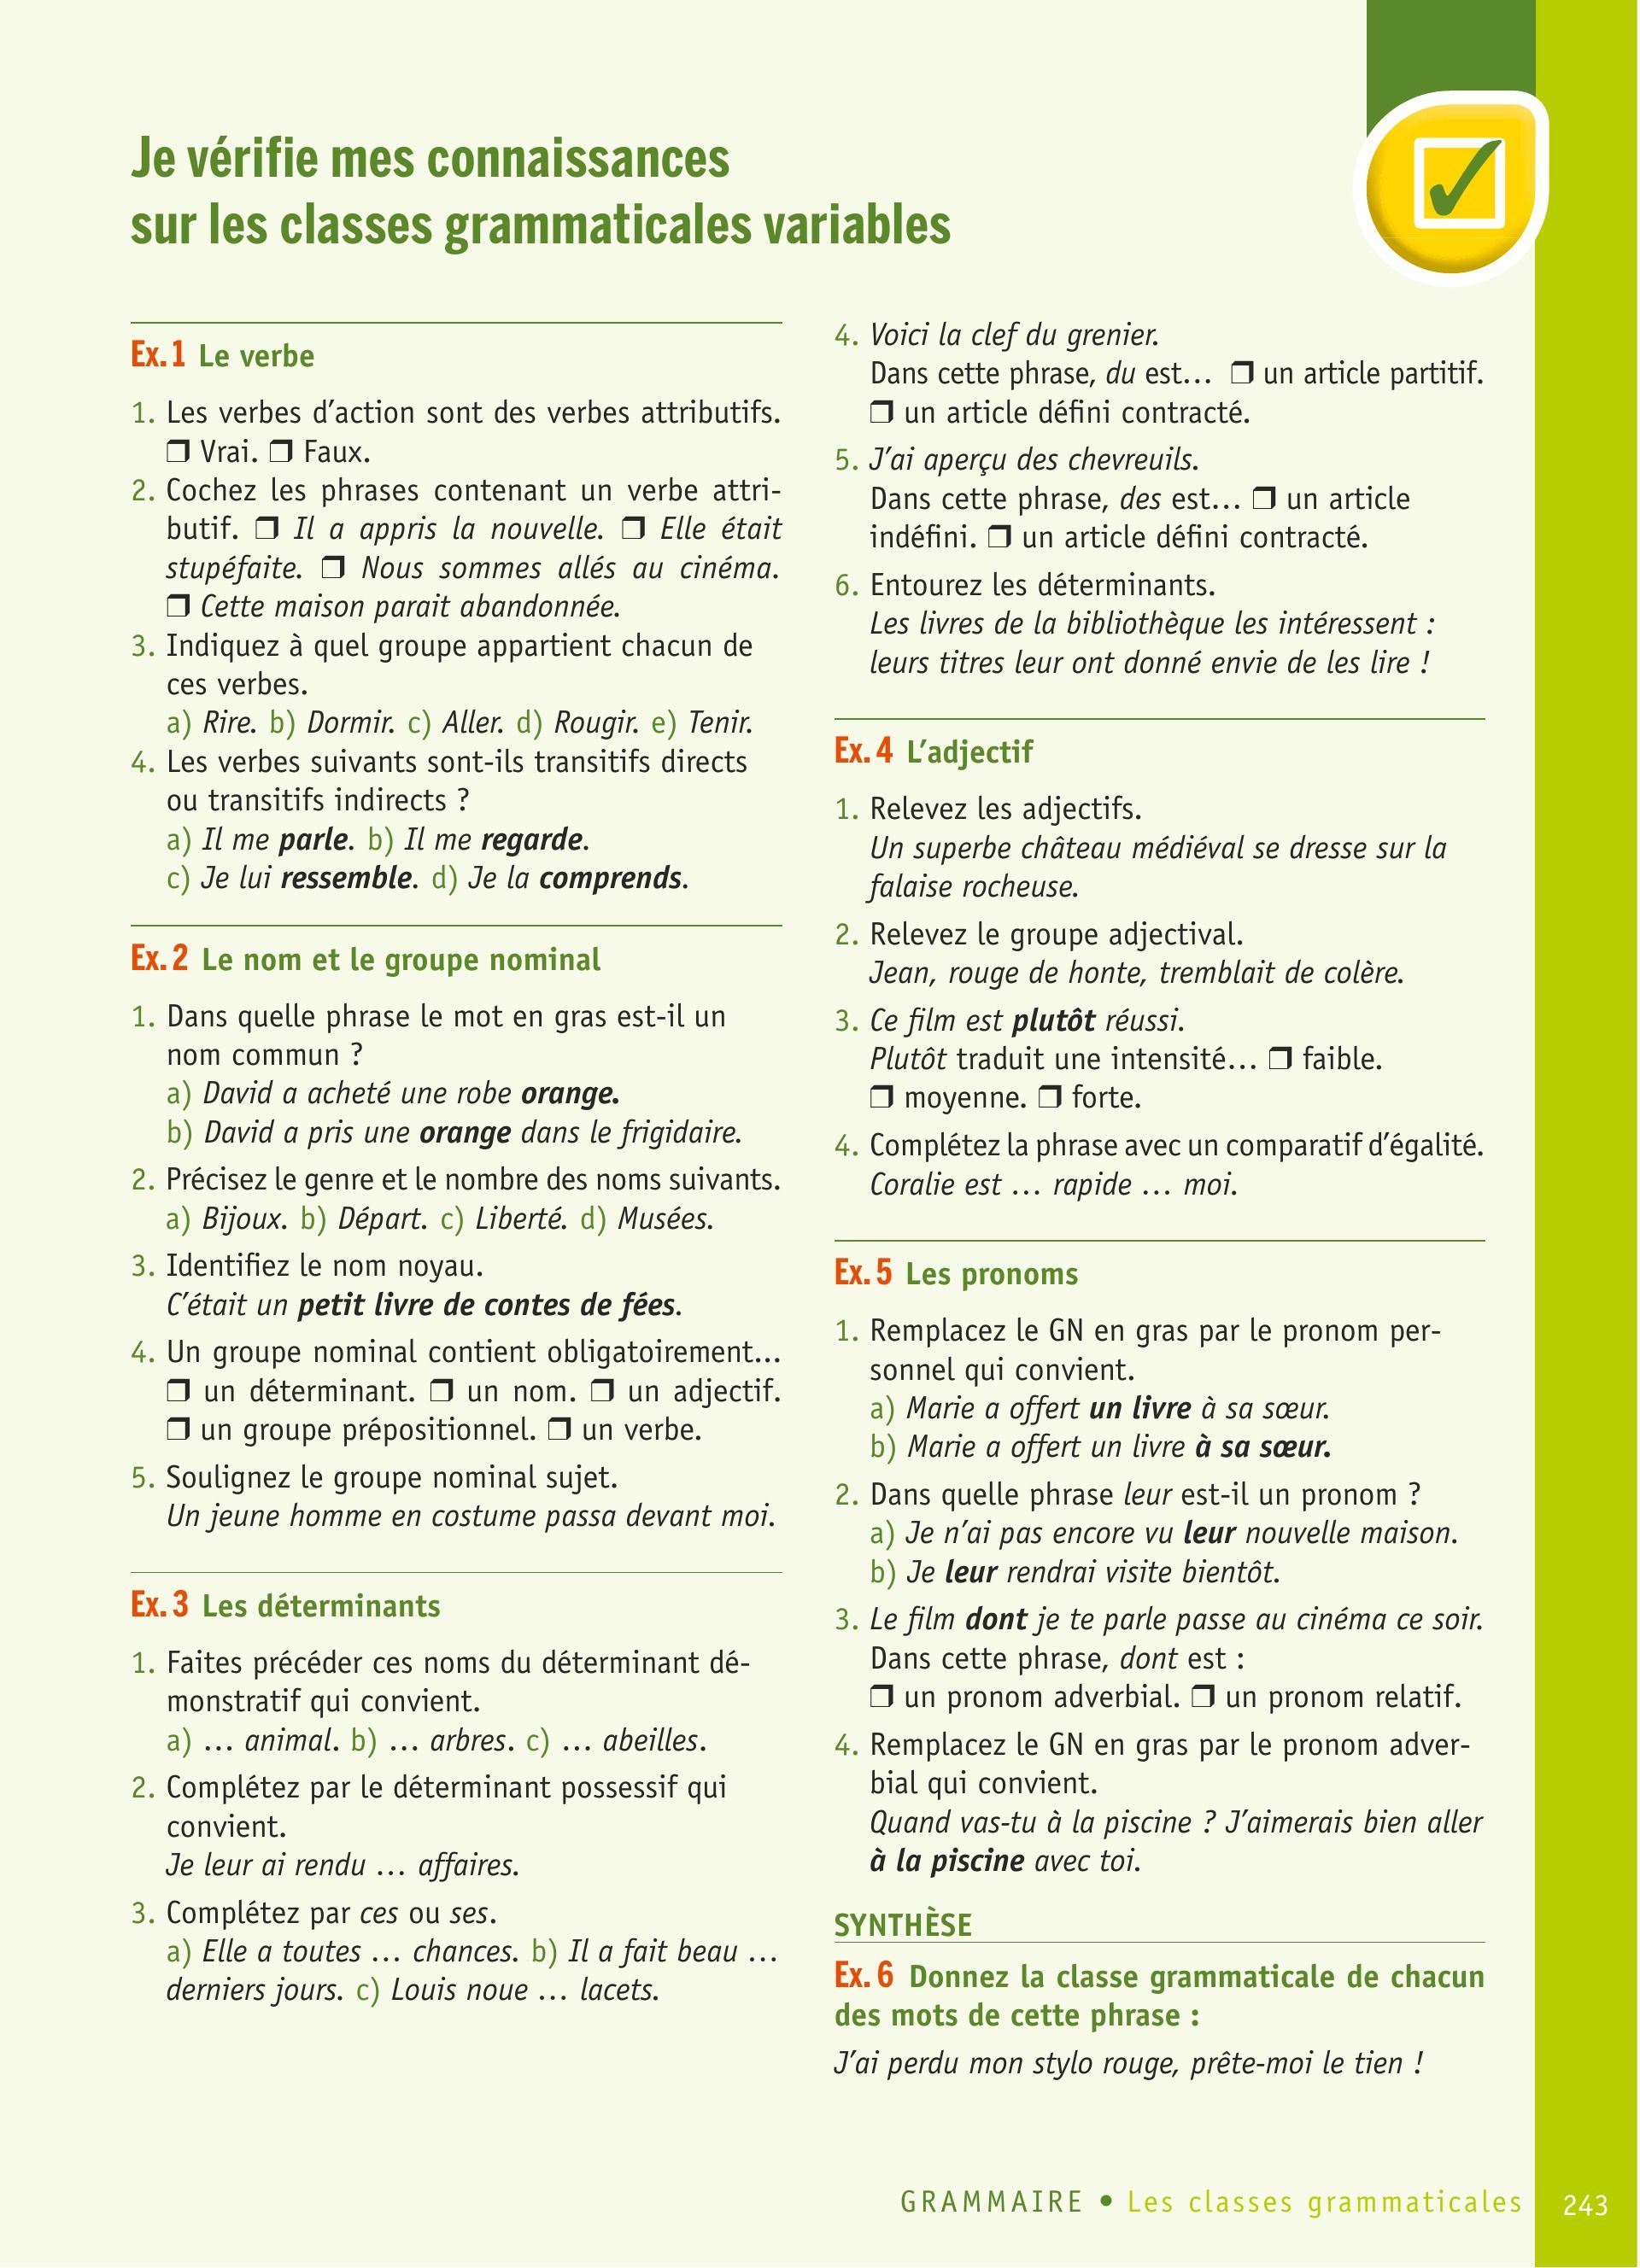 Je vérifie mes connaissances
sur les classes grammaticales variables
Ex. 1 Le verbe
1. Les verbes d’action sont des verbes attributifs.
❒ Vrai. ❒ Faux.
2. Cochez les phrases contenant un verbe attri-
butif. ❒ Il a appris la nouvelle. ❒ Elle était
stupéfaite. ❒ Nous sommes allés au cinéma.
❒ Cette maison parait abandonnée.
3. Indiquez à quel groupe appartient chacun de
ces verbes.
a) Rire. b) Dormir. c) Aller. d) Rougir. e) Tenir.
4. Les verbes suivants sont-ils transitifs directs
ou transitifs indirects ?
a) Il me parle. b) Il me regarde.
c) Je lui ressemble. d) Je la comprends.
Ex. 2 Le nom et le groupe nominal
1. Dans quelle phrase le mot en gras est-il un
nom commun ?
a) David a acheté une robe orange.
b) David a pris une orange dans le frigidaire.
2. Précisez le genre et le nombre des noms suivants.
a) Bijoux. b) Départ. c) Liberté. d) Musées.
3. Identifiez le nom noyau.
C’était un petit livre de contes de fées.
4. Un groupe nominal contient obligatoirement…
❒ un déterminant. ❒ un nom. ❒ un adjectif.
❒ un groupe prépositionnel. ❒ un verbe.
5. Soulignez le groupe nominal sujet.
Un jeune homme en costume passa devant moi.
Ex. 3 Les déterminants
1. Faites précéder ces noms du déterminant dé-
monstratif qui convient.
a) … animal. b) … arbres. c) … abeilles.
2. Complétez par le déterminant possessif qui
convient.
Je leur ai rendu … affaires.
3. Complétez par ces ou ses.
a) Elle a toutes … chances. b) Il a fait beau …
derniers jours. c) Louis noue … lacets.
4. Voici la clef du grenier.
Dans cette phrase, du est… ❒ un article partitif.
❒ un article défini contracté.
5. J’ai aperçu des chevreuils.
Dans cette phrase, des est… ❒ un article
indéfini. ❒ un article défini contracté.
6. Entourez les déterminants.
Les livres de la bibliothèque les intéressent :
leurs titres leur ont donné envie de les lire !
Ex. 4 L’adjectif
1. Relevez les adjectifs.
Un superbe château médiéval se dresse sur la
falaise rocheuse.
2. Relevez le groupe adjectival.
Jean, rouge de honte, tremblait de colère.
3. Ce film est plutôt réussi.
Plutôt traduit une intensité… ❒ faible.
❒ moyenne. ❒ forte.
4. Complétez la phrase avec un comparatif d’égalité.
Coralie est … rapide … moi.
Ex. 5 Les pronoms
1. Remplacez le GN en gras par le pronom per-
sonnel qui convient.
a) Marie a offert un livre à sa sœur.
b) Marie a offert un livre à sa sœur.
2. Dans quelle phrase leur est-il un pronom ?
a) Je n’ai pas encore vu leur nouvelle maison.
b) Je leur rendrai visite bientôt.
3. Le film dont je te parle passe au cinéma ce soir.
Dans cette phrase, dont est :
❒ un pronom adverbial. ❒ un pronom relatif.
4. Remplacez le GN en gras par le pronom adver-
bial qui convient.
Quand vas-tu à la piscine ? J’aimerais bien aller
à la piscine avec toi.
SYNTHÈSE
Ex. 6 Donnez la classe grammaticale de chacun
des mots de cette phrase :
J’ai perdu mon stylo rouge, prête-moi le tien !
GRAMMAIRE • Les classes grammaticales 243